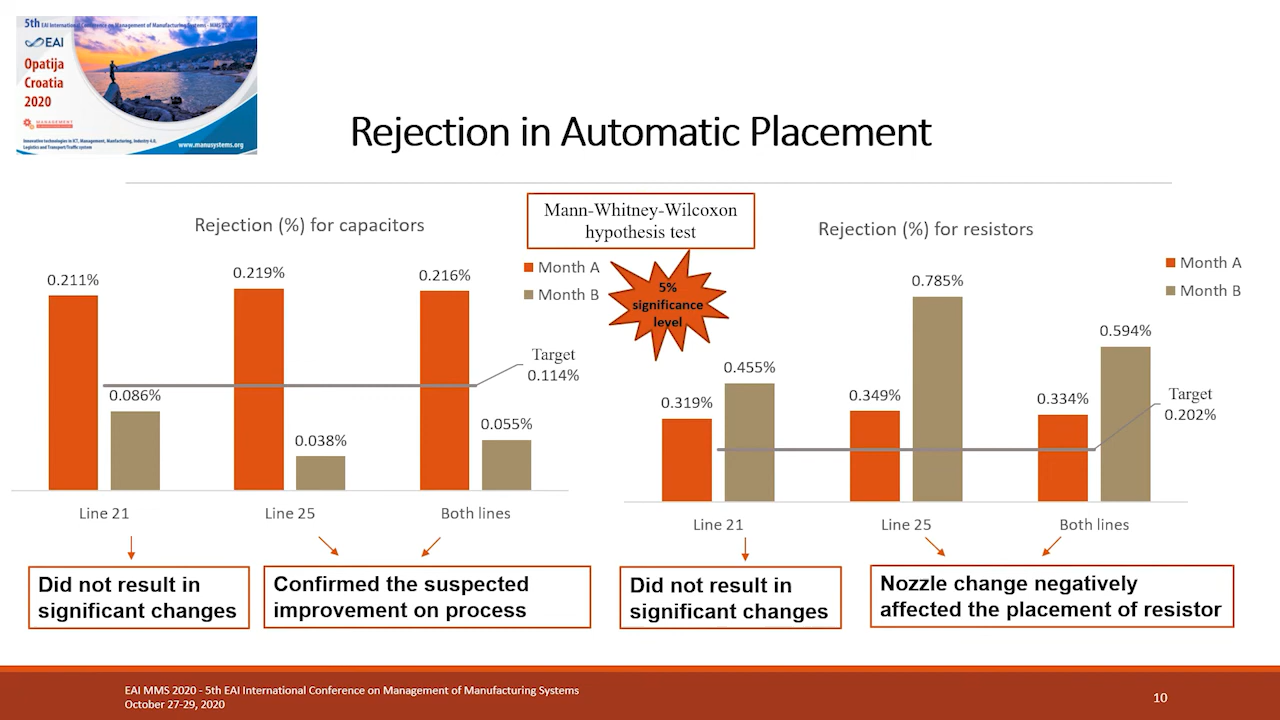 5th EAI International Conference on Management of Manufacturing Systems - MMS 2020
EAI
Opatija
Croatia
2020
MANAGEMENT
Innovative technologies in ICT, Management, Manfacturing, Industry 4.0,
Logistics and Transport/Traffic system
www.manusystems.org
Rejection in Automatic Placement
Mann-Whitney-Wilcoxon
hypothesis test
5%
significance
level
Rejection (%) for capacitors
Month A
Month B
0.211%
0.219%
0.216%
0.086%
0.038%
0.055%
Target
0.114%
Line 21
Line 25
Both lines
Did not result in
significant changes
Confirmed the suspected
improvement on process
Rejection (%) for resistors
Month A
Month B
0.785%
0.594%
0.455%
0.319%
0.349%
0.334%
Target
0.202%
Line 21
Line 25
Both lines
Did not result in
significant changes
Nozzle change negatively
affected the placement of resistor
EAI MMS 2020 - 5th EAI International Conference on Management of Manufacturing Systems
October 27-29, 2020
10